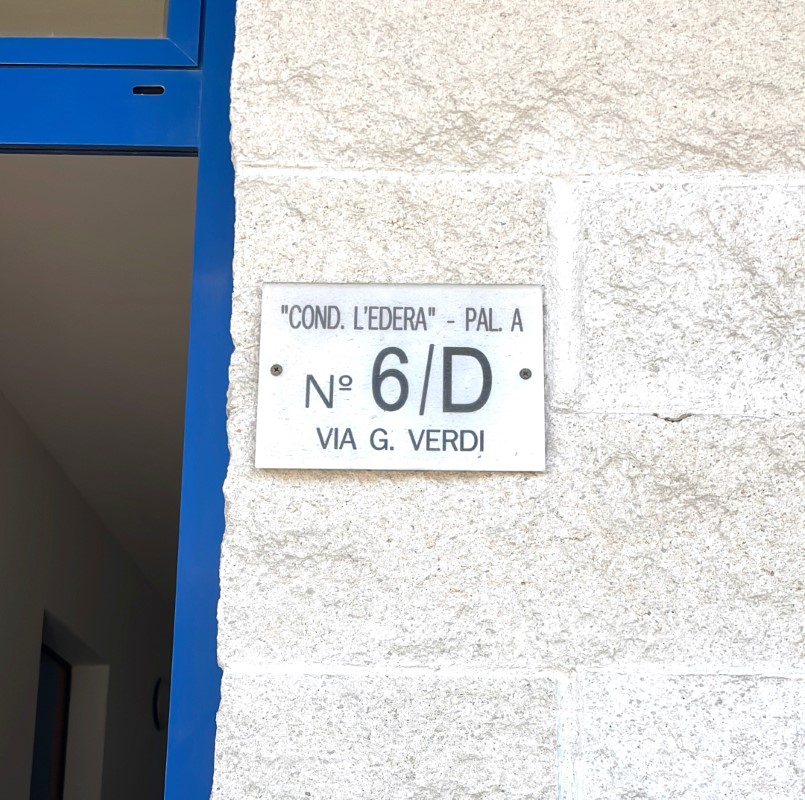 "COND. L'EDERA" - PAL. A
Nº 6/D
VIA G. VERDI